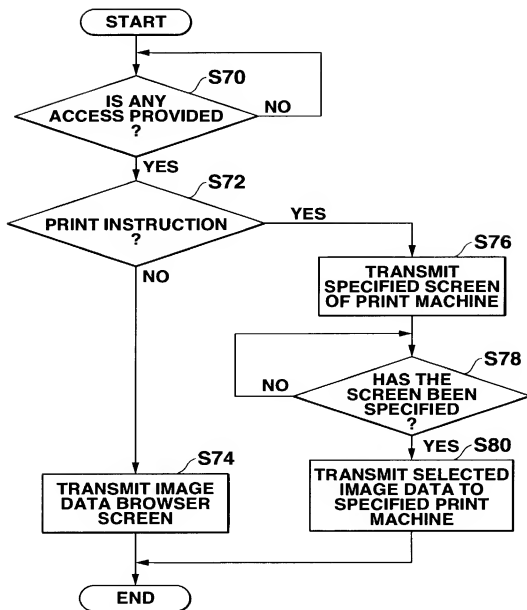 START
S70
IS ANY
ACCESS PROVIDED
?
NO
YES
S72
PRINT INSTRUCTION
?
YES
NO
S76
TRANSMIT
SPECIFIED SCREEN
OF PRINT MACHINE
S78
HAS THE
SCREEN BEEN
SPECIFIED
?
NO
YES
S80
TRANSMIT SELECTED
IMAGE DATA TO
SPECIFIED PRINT
MACHINE
S74
TRANSMIT IMAGE
DATA BROWSER
SCREEN
END